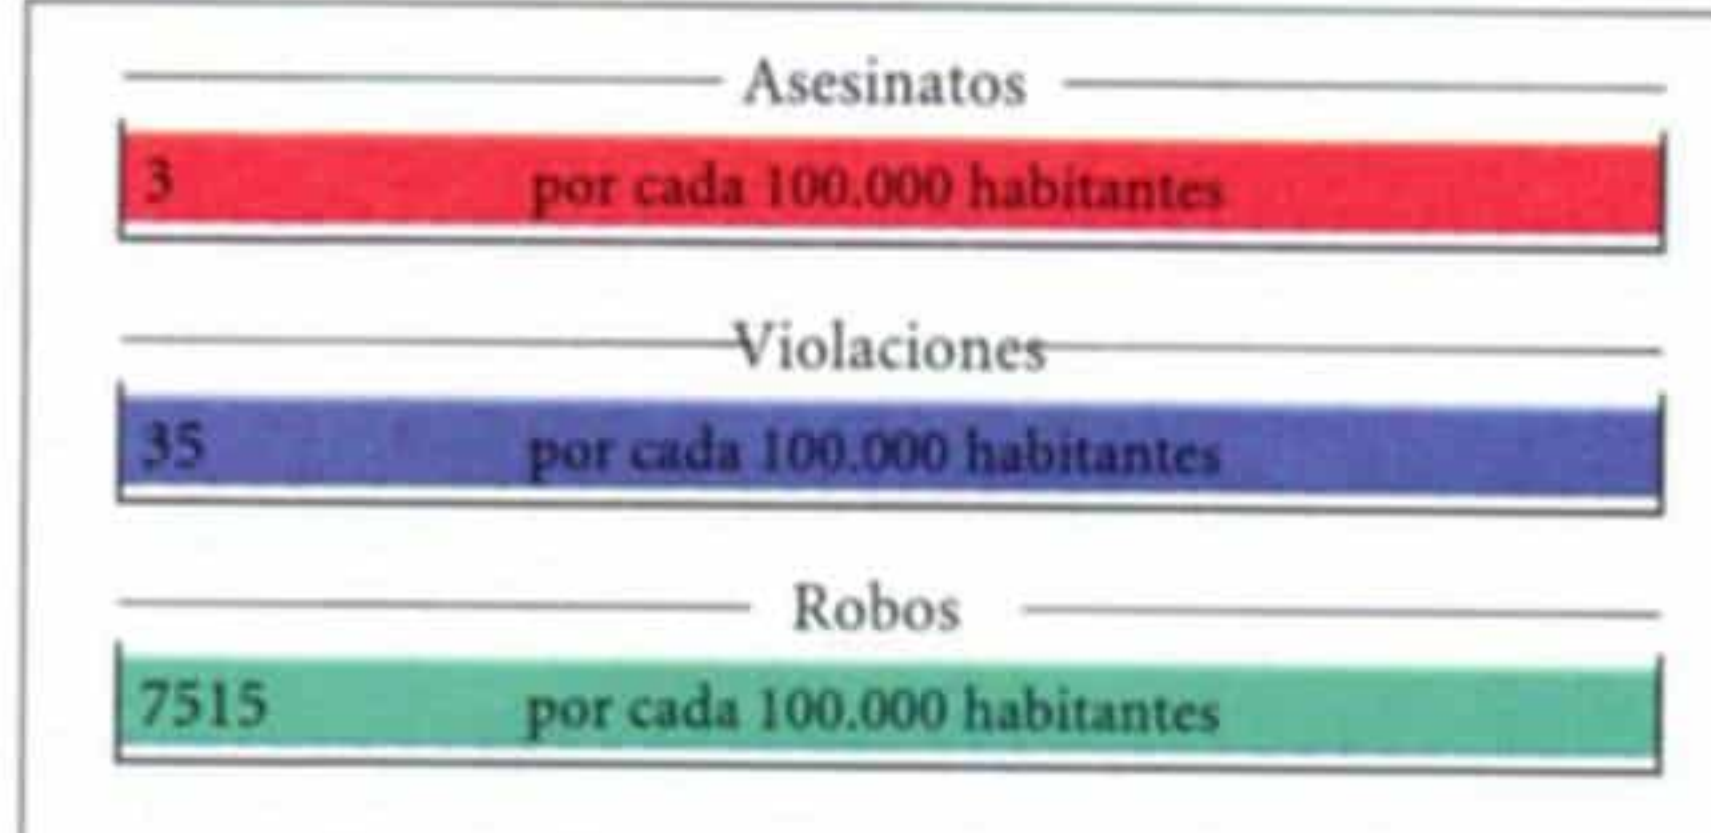 Asesinatos
3 por cada 100.000 habitantes
Violaciones
35 por cada 100.000 habitantes
Robos
7515 por cada 100.000 habitantes